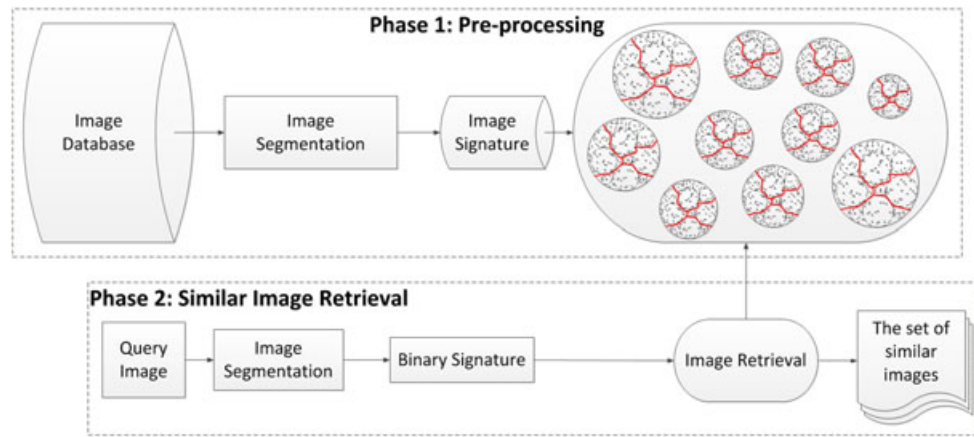 Phase 1: Pre-processing
Image
Database
Image
Segmentation
Image
Signature
Phase 2: Similar Image Retrieval
Query
Image
Image
Segmentation
Binary Signature
Image Retrieval
The set of
similar
images